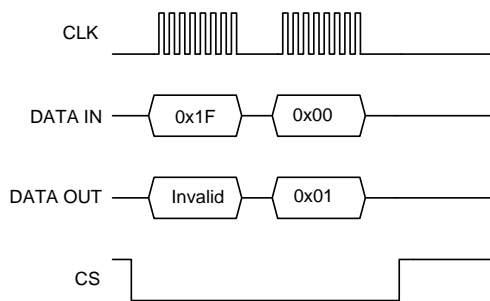 CLK
DATA IN 0x1F 0x00
DATA OUT Invalid 0x01
CS